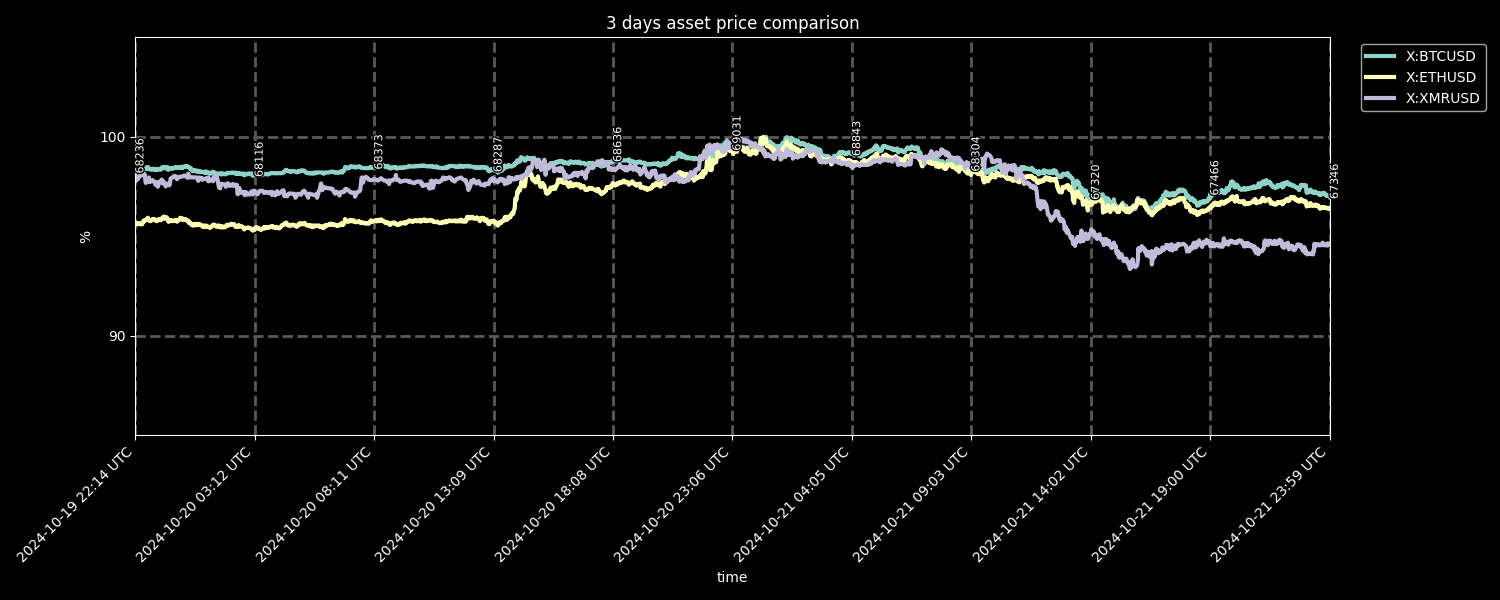 3 days asset price comparison
X:BTCUSD
X:ETHUSD
X:XMRUSD
100
90
%
68236
68116
68373
68287
68636
69031
68843
68304
67320
67466
67346
2024-10-19 22:14 UTC
2024-10-20 03:12 UTC
2024-10-20 08:11 UTC
2024-10-20 13:09 UTC
2024-10-20 18:08 UTC
2024-10-20 23:06 UTC
2024-10-21 04:05 UTC
2024-10-21 09:03 UTC
2024-10-21 14:02 UTC
2024-10-21 19:00 UTC
2024-10-21 23:59 UTC
time